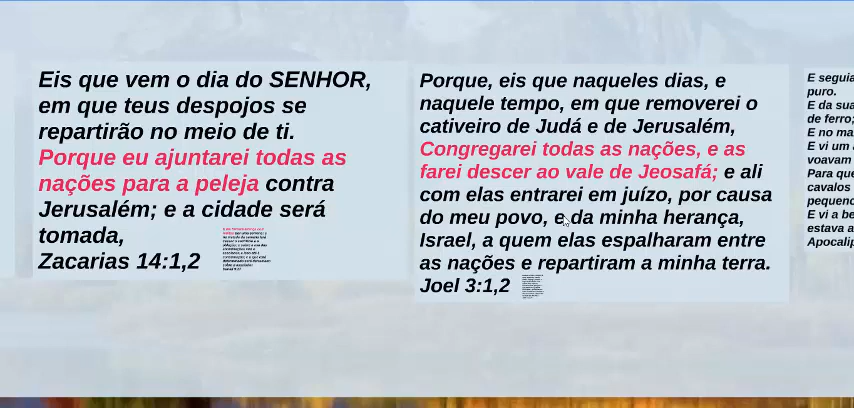 Eis que vem o dia do SENHOR,
em que teus despojos se
repartirão no meio de ti.
Porque eu ajuntarei todas as
nações para a peleja contra
Jerusalém; e a cidade será
tomada,
Zacarias 14:1,2
Porque, eis que naqueles dias, e
naquele tempo, em que removerei o
cativeiro de Judá e de Jerusalém,
Congregarei todas as nações, e as
farei descer ao vale de Jeosafá; e ali
com elas entrarei em juízo, por causa
do meu povo, e da minha herança,
Israel, a quem elas espalharam entre
as nações e repartiram a minha terra.
Joel 3:1,2
E seguia
puro.
E da sua
de ferro;
E no ma
E vi um a
voavam
Para que
cavalos
pequeno
E vi a be
estava a
Apocalip